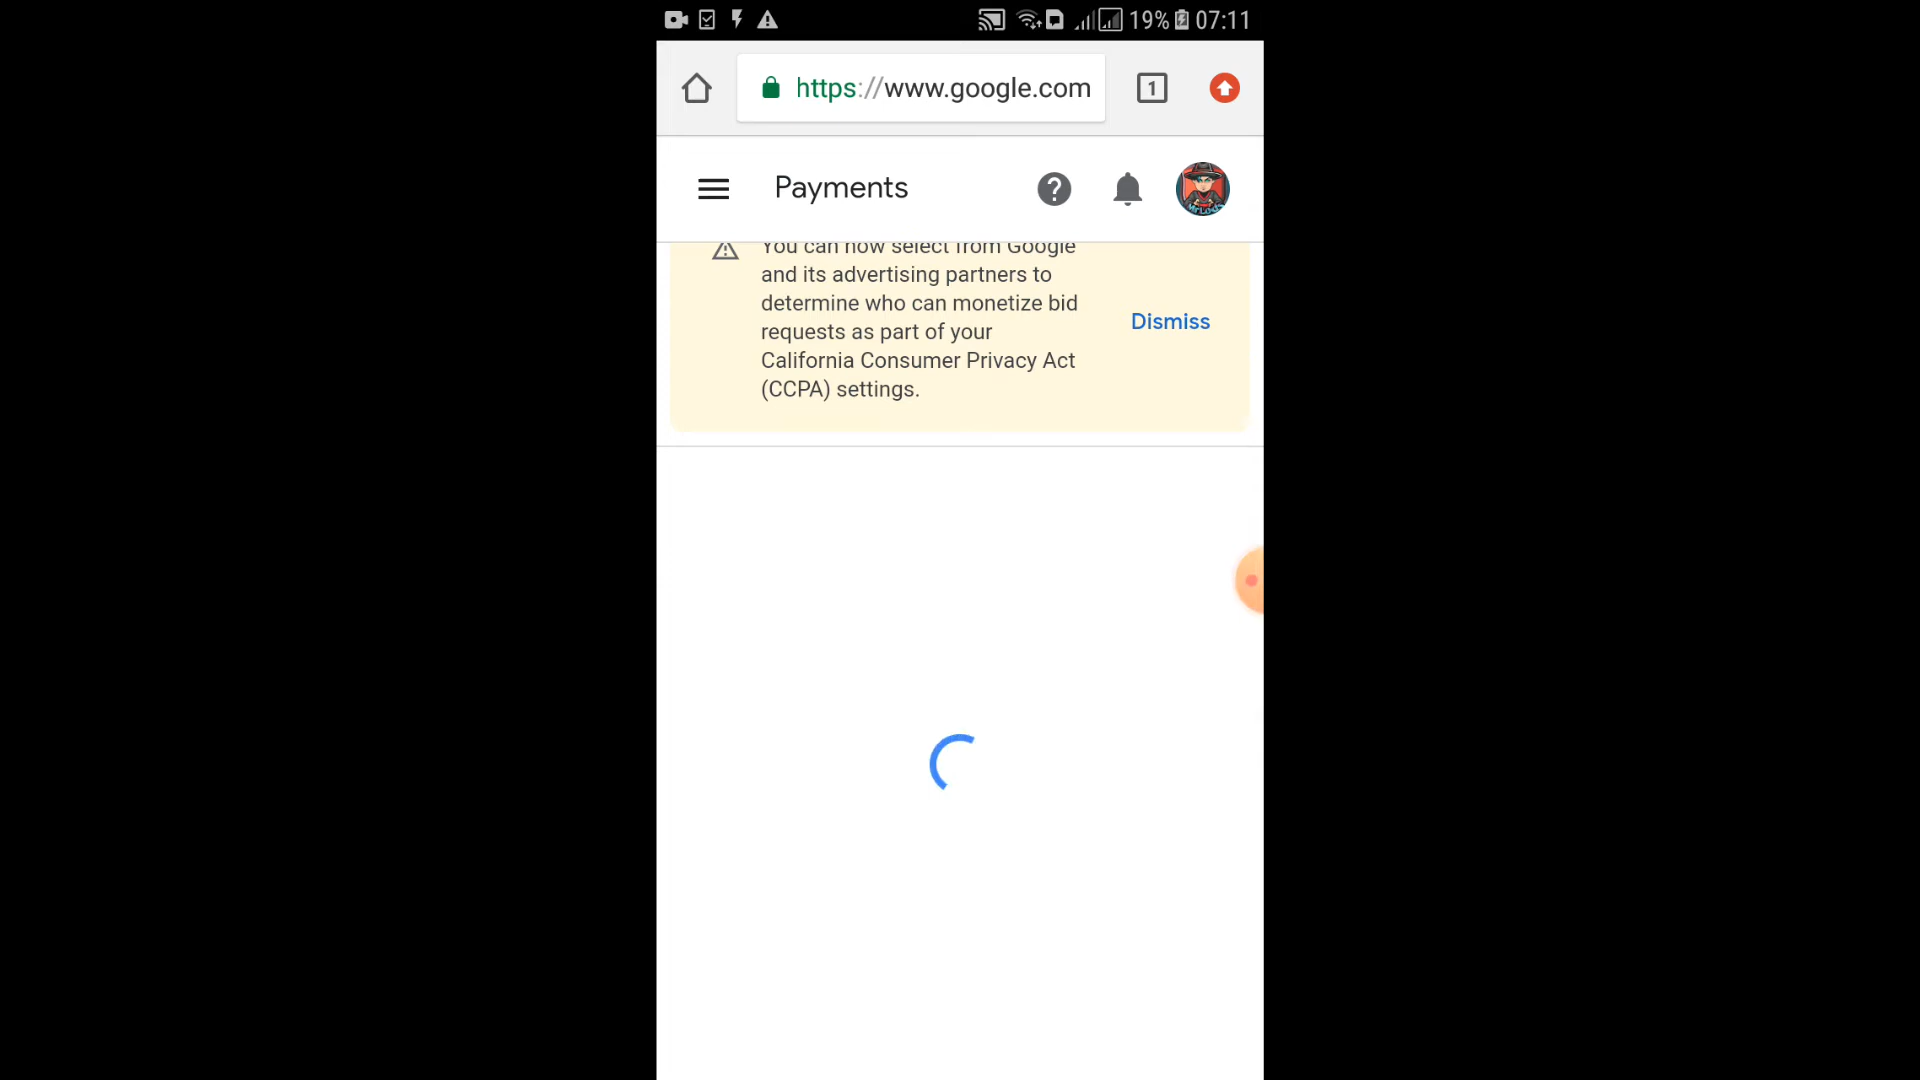 19% 07:11
https://www.google.com
1
Payments
You can now select from Google
and its advertising partners to
determine who can monetize bid
requests as part of your
California Consumer Privacy Act
(CCPA) settings.
Dismiss